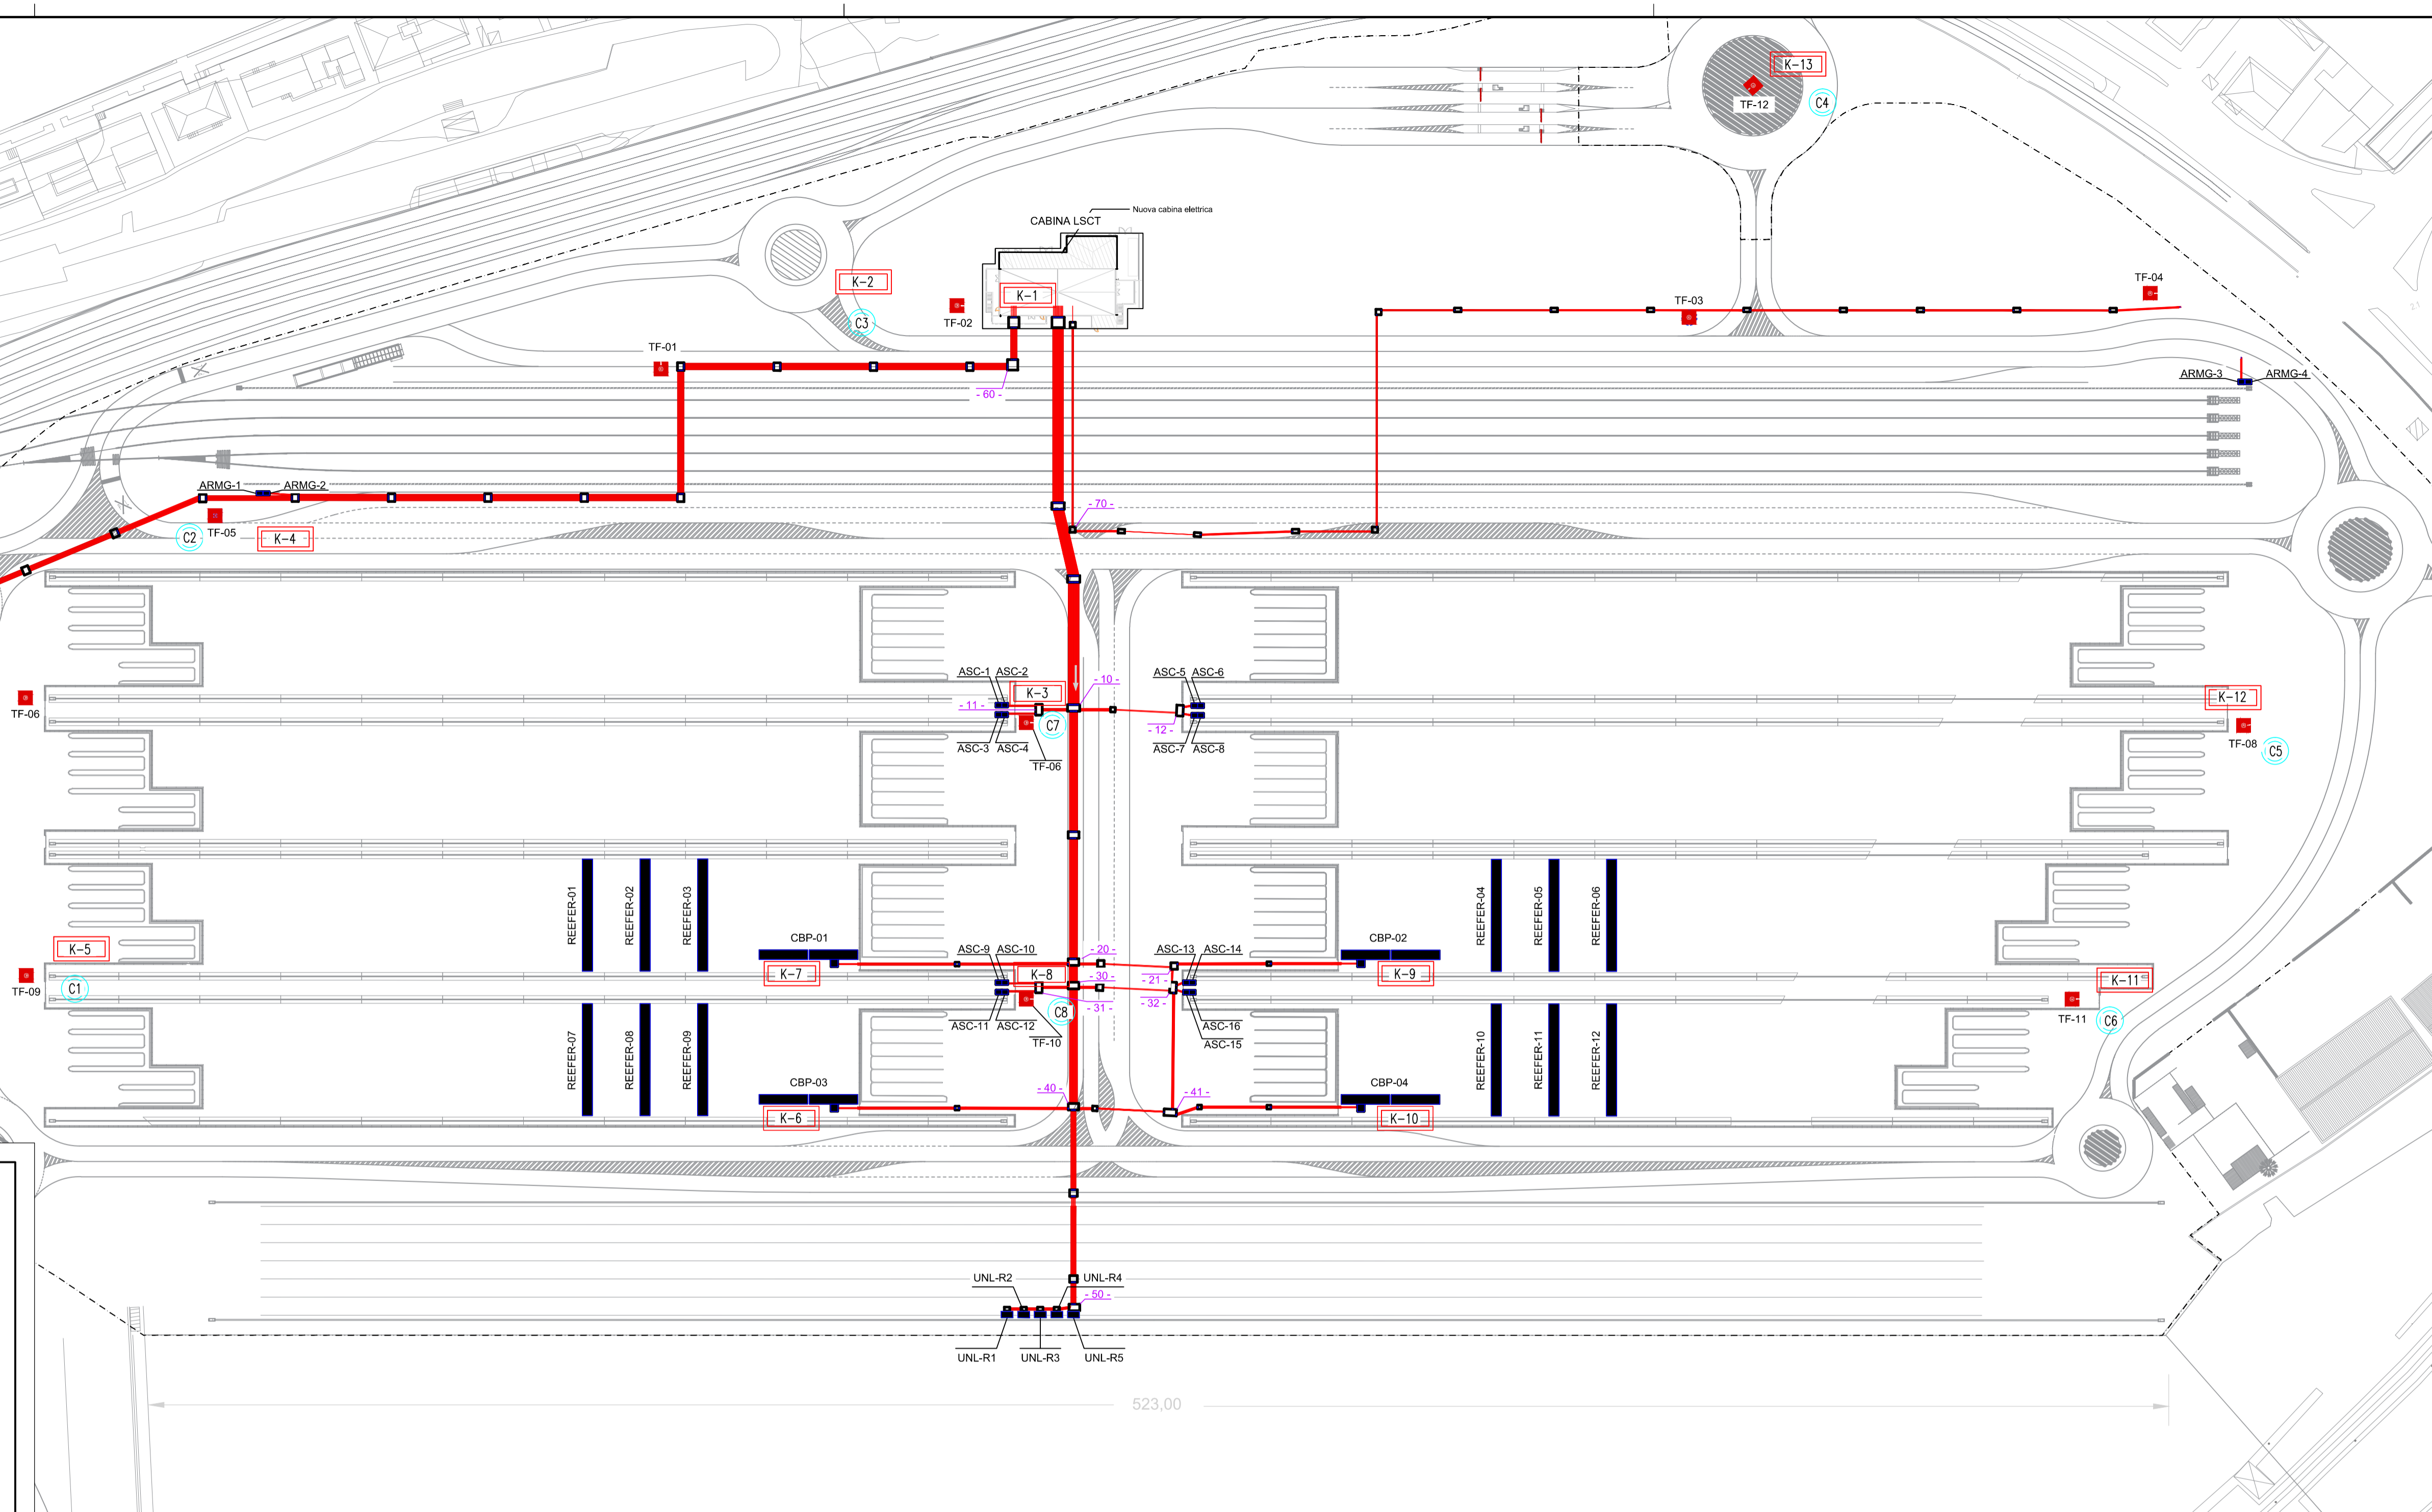 K-13
TF-12
C4
Nuova cabina elettrica
CABINA LSCT
K-2
K-1
TF-04
TF-03
C3
TF-02
TF-01
- 60 -
ARMG-3
ARMG-4
ARMG-1
ARMG-2
- 70 -
TF-05
C2
K-4
ASC-1
ASC-2
- 10 -
ASC-5
ASC-6
K-3
- 11 -
K-12
TF-06
C7
- 12 -
ASC-3
ASC-4
ASC-7
ASC-8
TF-08
C5
TF-06
REEFER-01
REEFER-02
REEFER-03
REEFER-04
REEFER-05
REEFER-06
CBP-01
CBP-02
K-5
ASC-9
ASC-10
- 20 -
ASC-13
ASC-14
K-7
K-8
- 30 -
- 21 -
K-9
K-11
TF-09
C1
- 31 -
- 32 -
C8
ASC-11
ASC-12
ASC-16
TF-11
C6
TF-10
ASC-15
REEFER-07
REEFER-08
REEFER-09
REEFER-10
REEFER-11
REEFER-12
CBP-03
- 40 -
- 41 -
CBP-04
K-6
K-10
UNL-R2
UNL-R4
- 50 -
UNL-R1
UNL-R3
UNL-R5
523,00